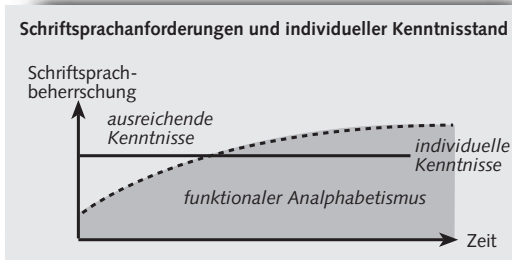 Schriftsprachanforderungen und individueller Kenntnisstand
Schriftsprach-
beherrschung
ausreichende
Kenntnisse
individuelle
Kenntnisse
funktionaler Analphabetismus
Zeit